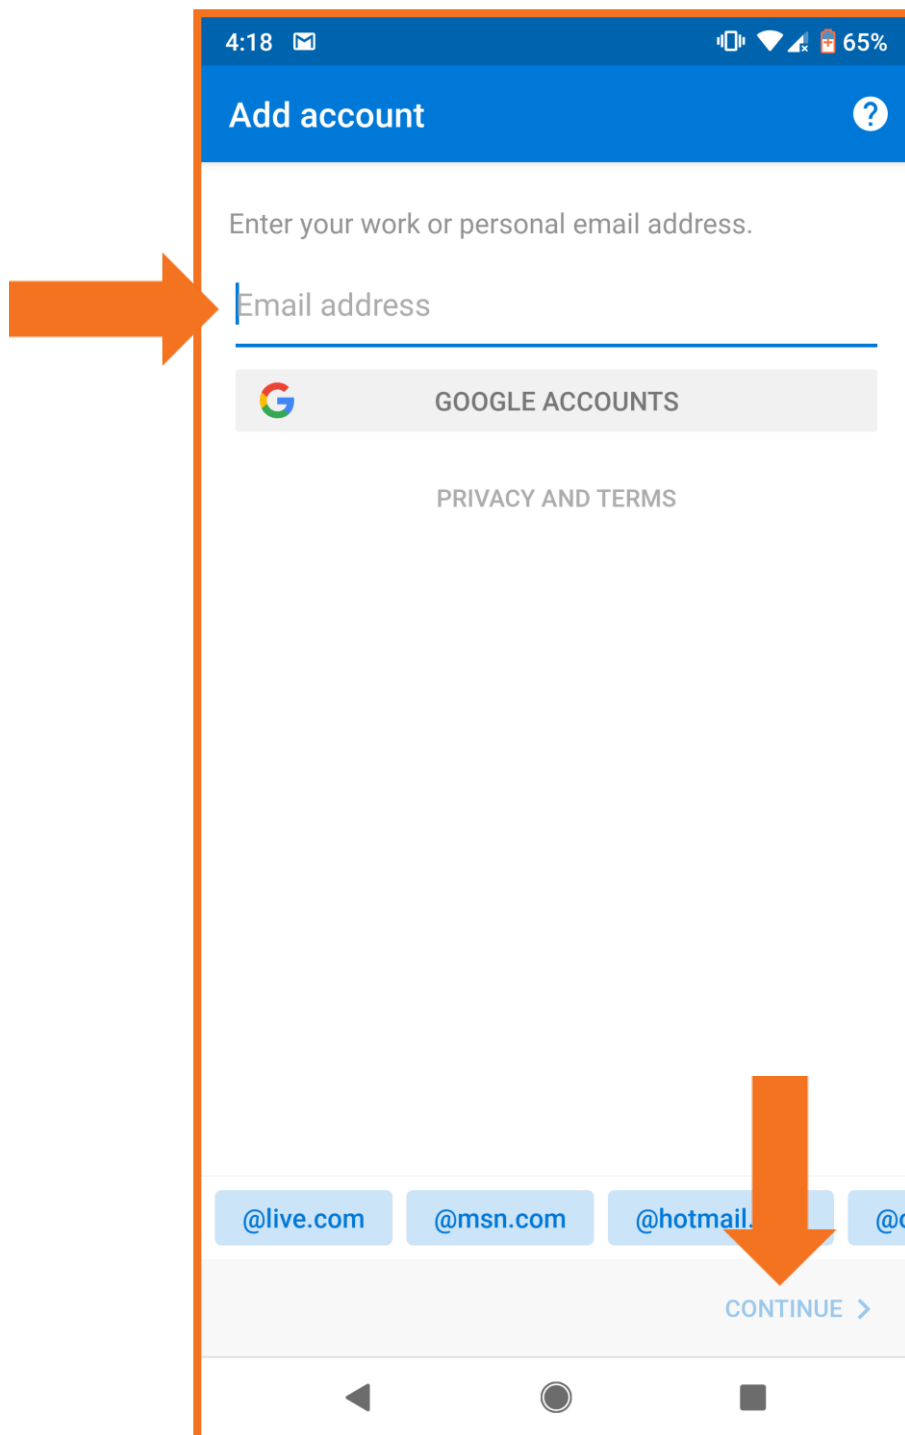 4:18 65%
Add account ?
Enter your work or personal email address.
Email address
G GOOGLE ACCOUNTS
PRIVACY AND TERMS
@live.com @msn.com @hotmail.
CONTINUE >